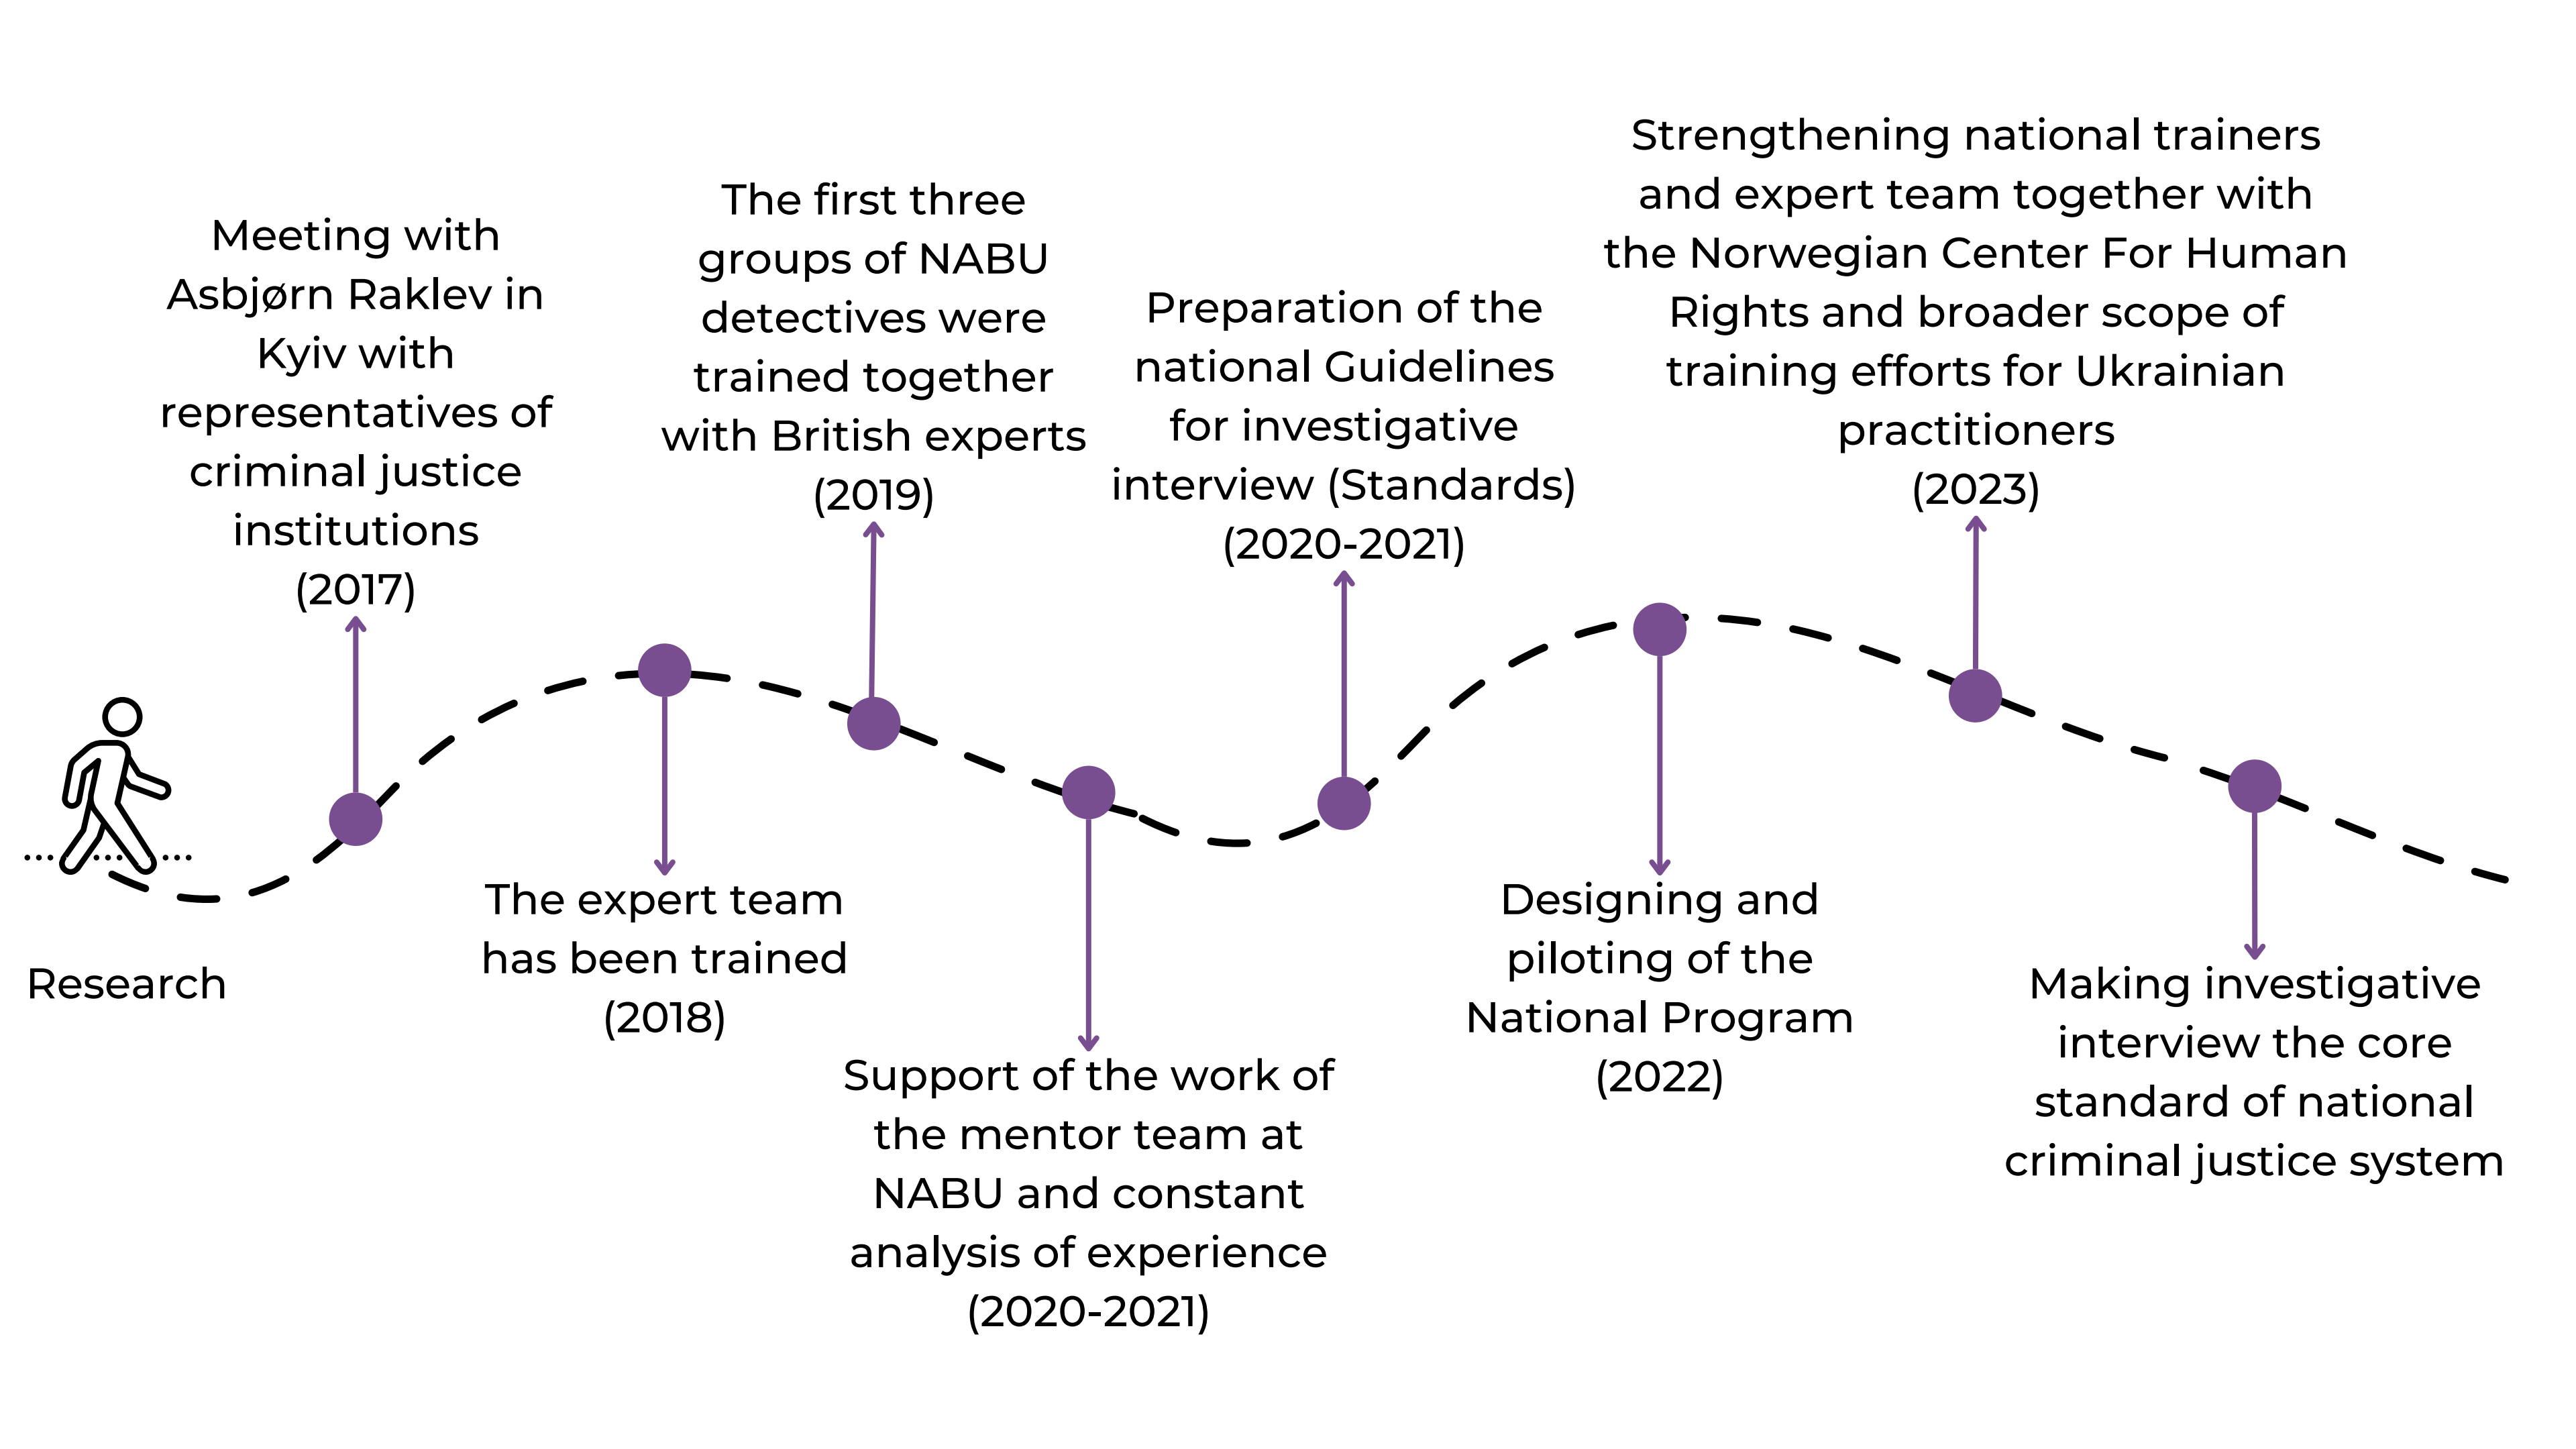 Research
Meeting with
Asbjørn Raklev in
Kyiv with
representatives of
criminal justice
institutions
(2017)
The expert team
has been trained
(2018)
The first three
groups of NABU
detectives were
trained together
with British experts
(2019)
Support of the work of
the mentor team at
NABU and constant
analysis of experience
(2020-2021)
Preparation of the
national Guidelines
for investigative
interview (Standards)
(2020-2021)
Designing and
piloting of the
National Program
(2022)
Strengthening national trainers
and expert team together with
the Norwegian Center For Human
Rights and broader scope of
training efforts for Ukrainian
practitioners
(2023)
Making investigative
interview the core
standard of national
criminal justice system